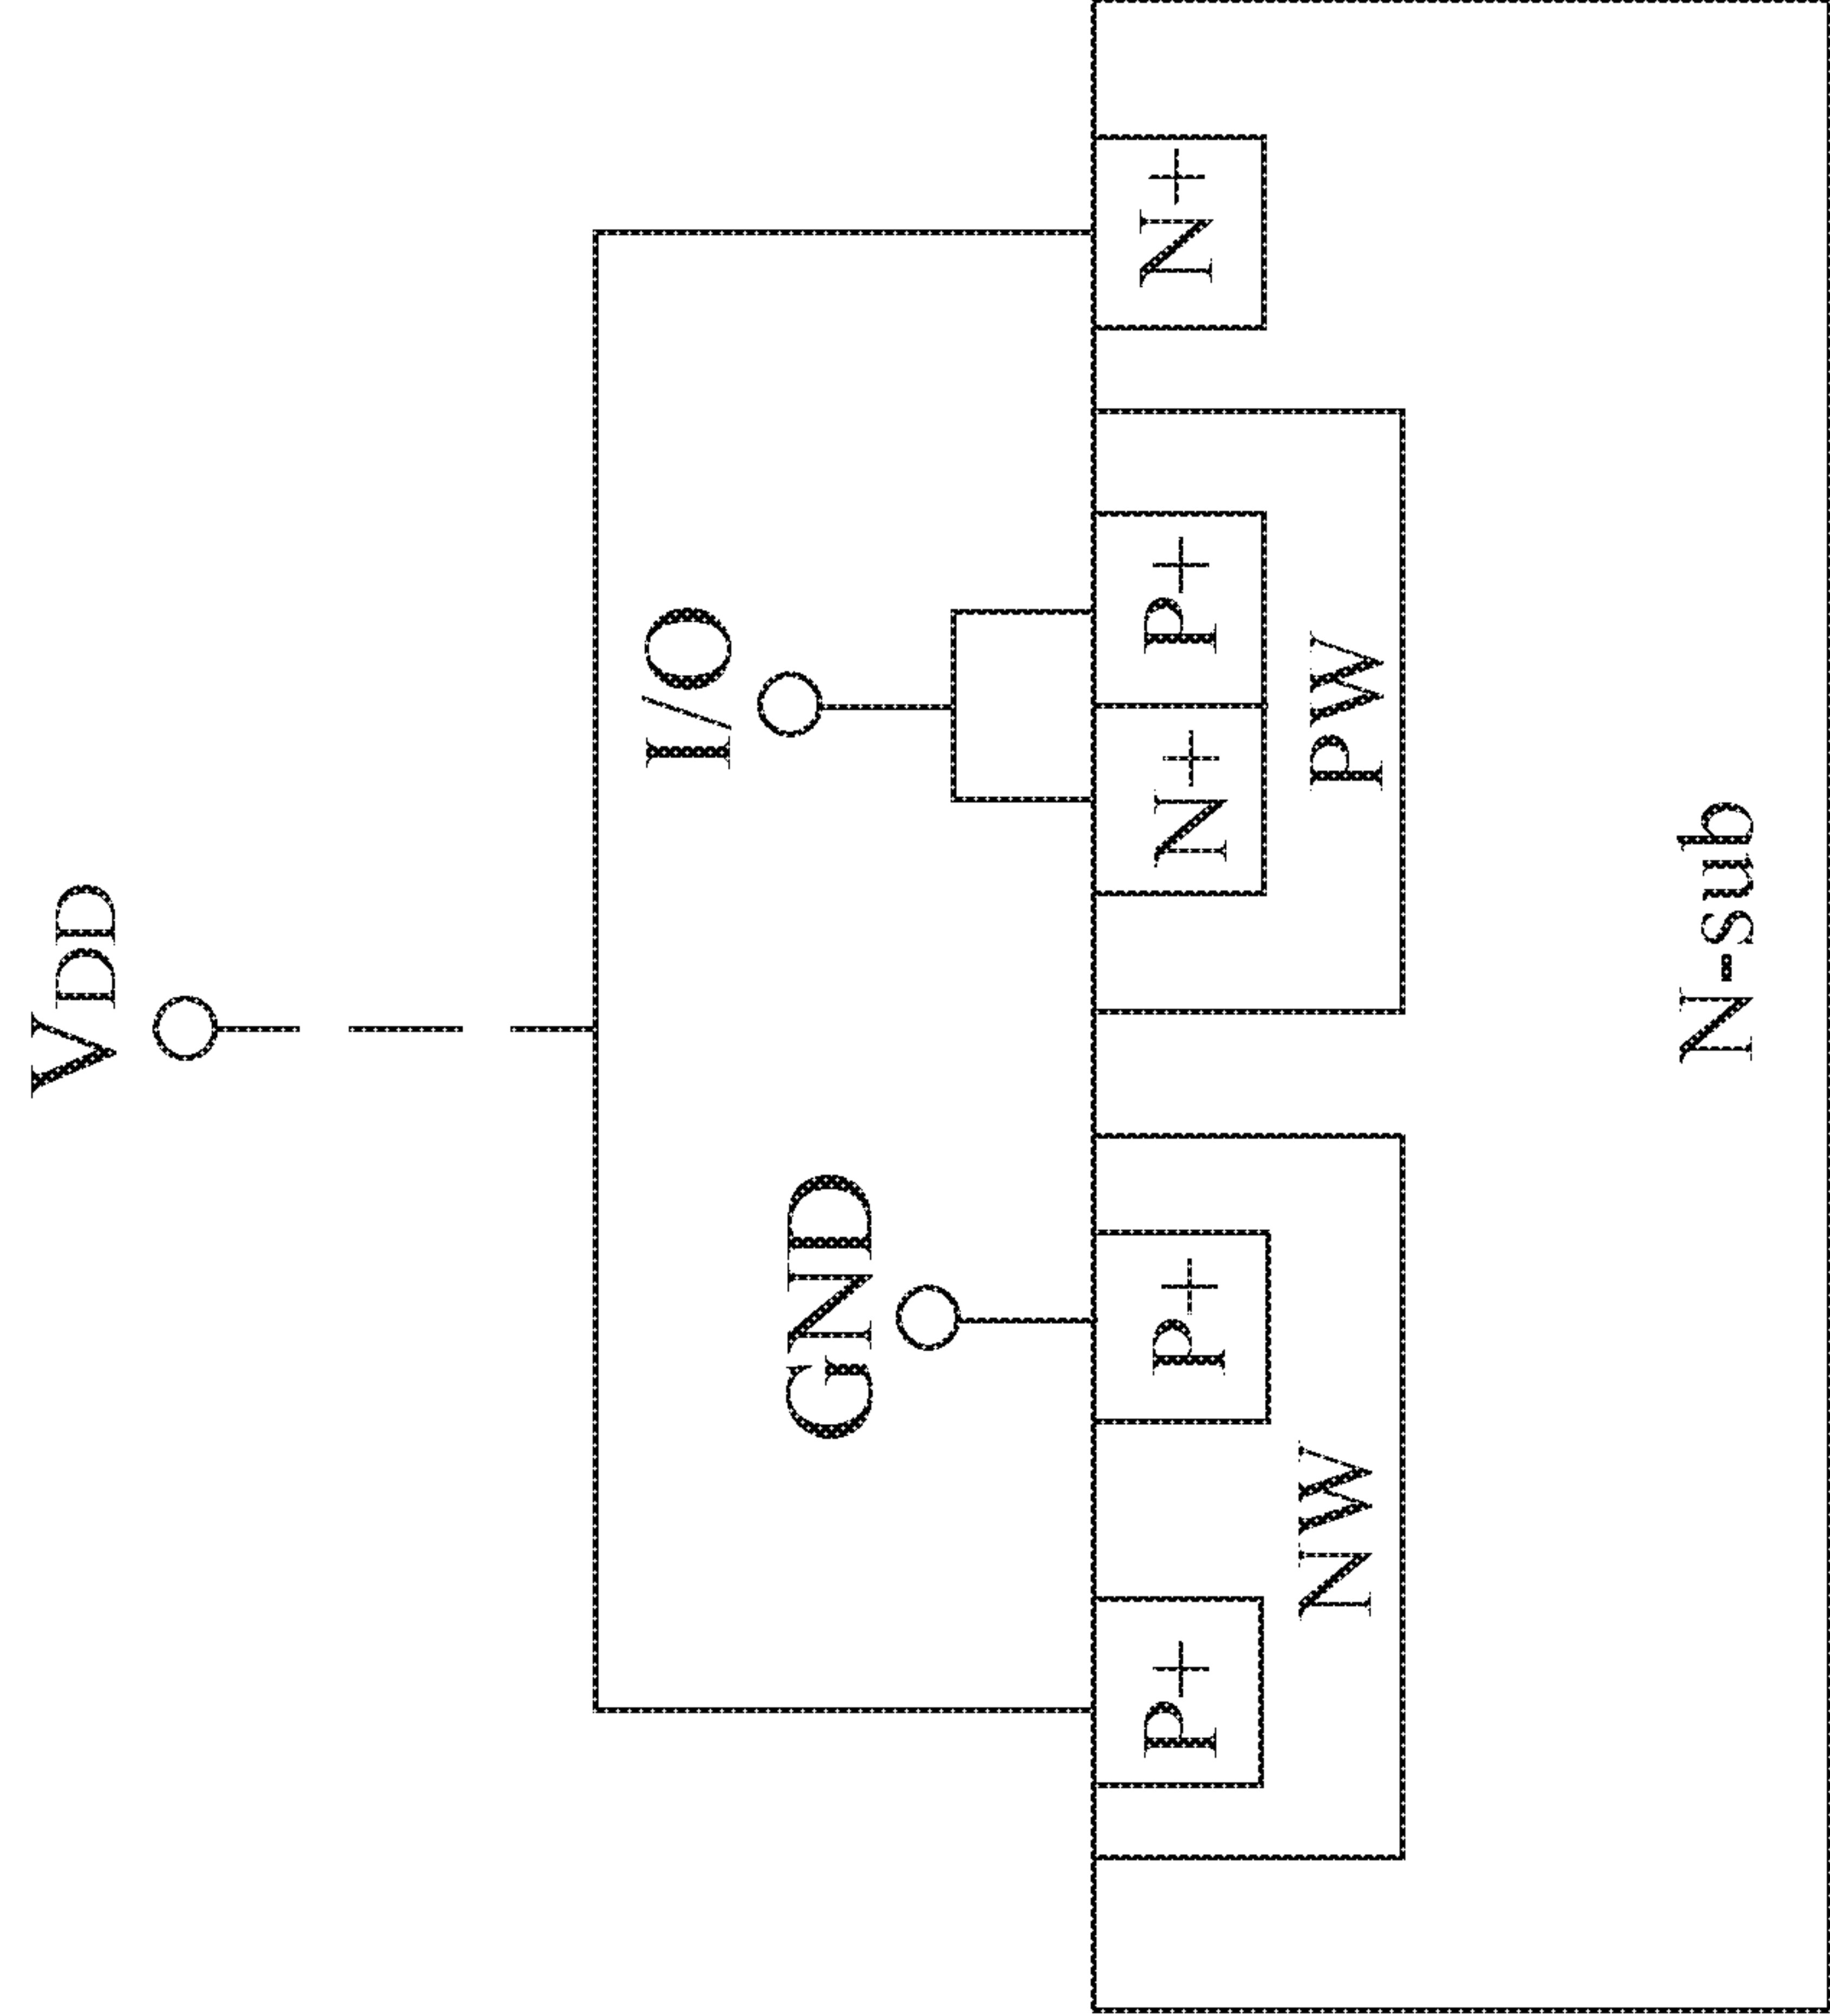 VDD
I/O
GND
P+
P+
N+
P+
N+
NW
PW
N-sub